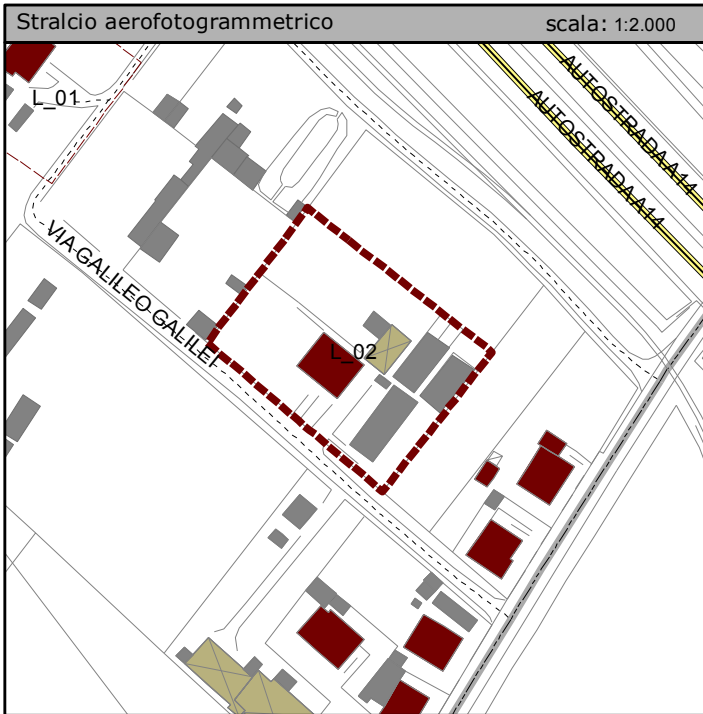 Stralcio aerofotogrammetrico scala: 1:2.000
AUTOSTRADA A14
L_01
AUTOSTRADA A14
VIA GALILEO GALILEI
L_02